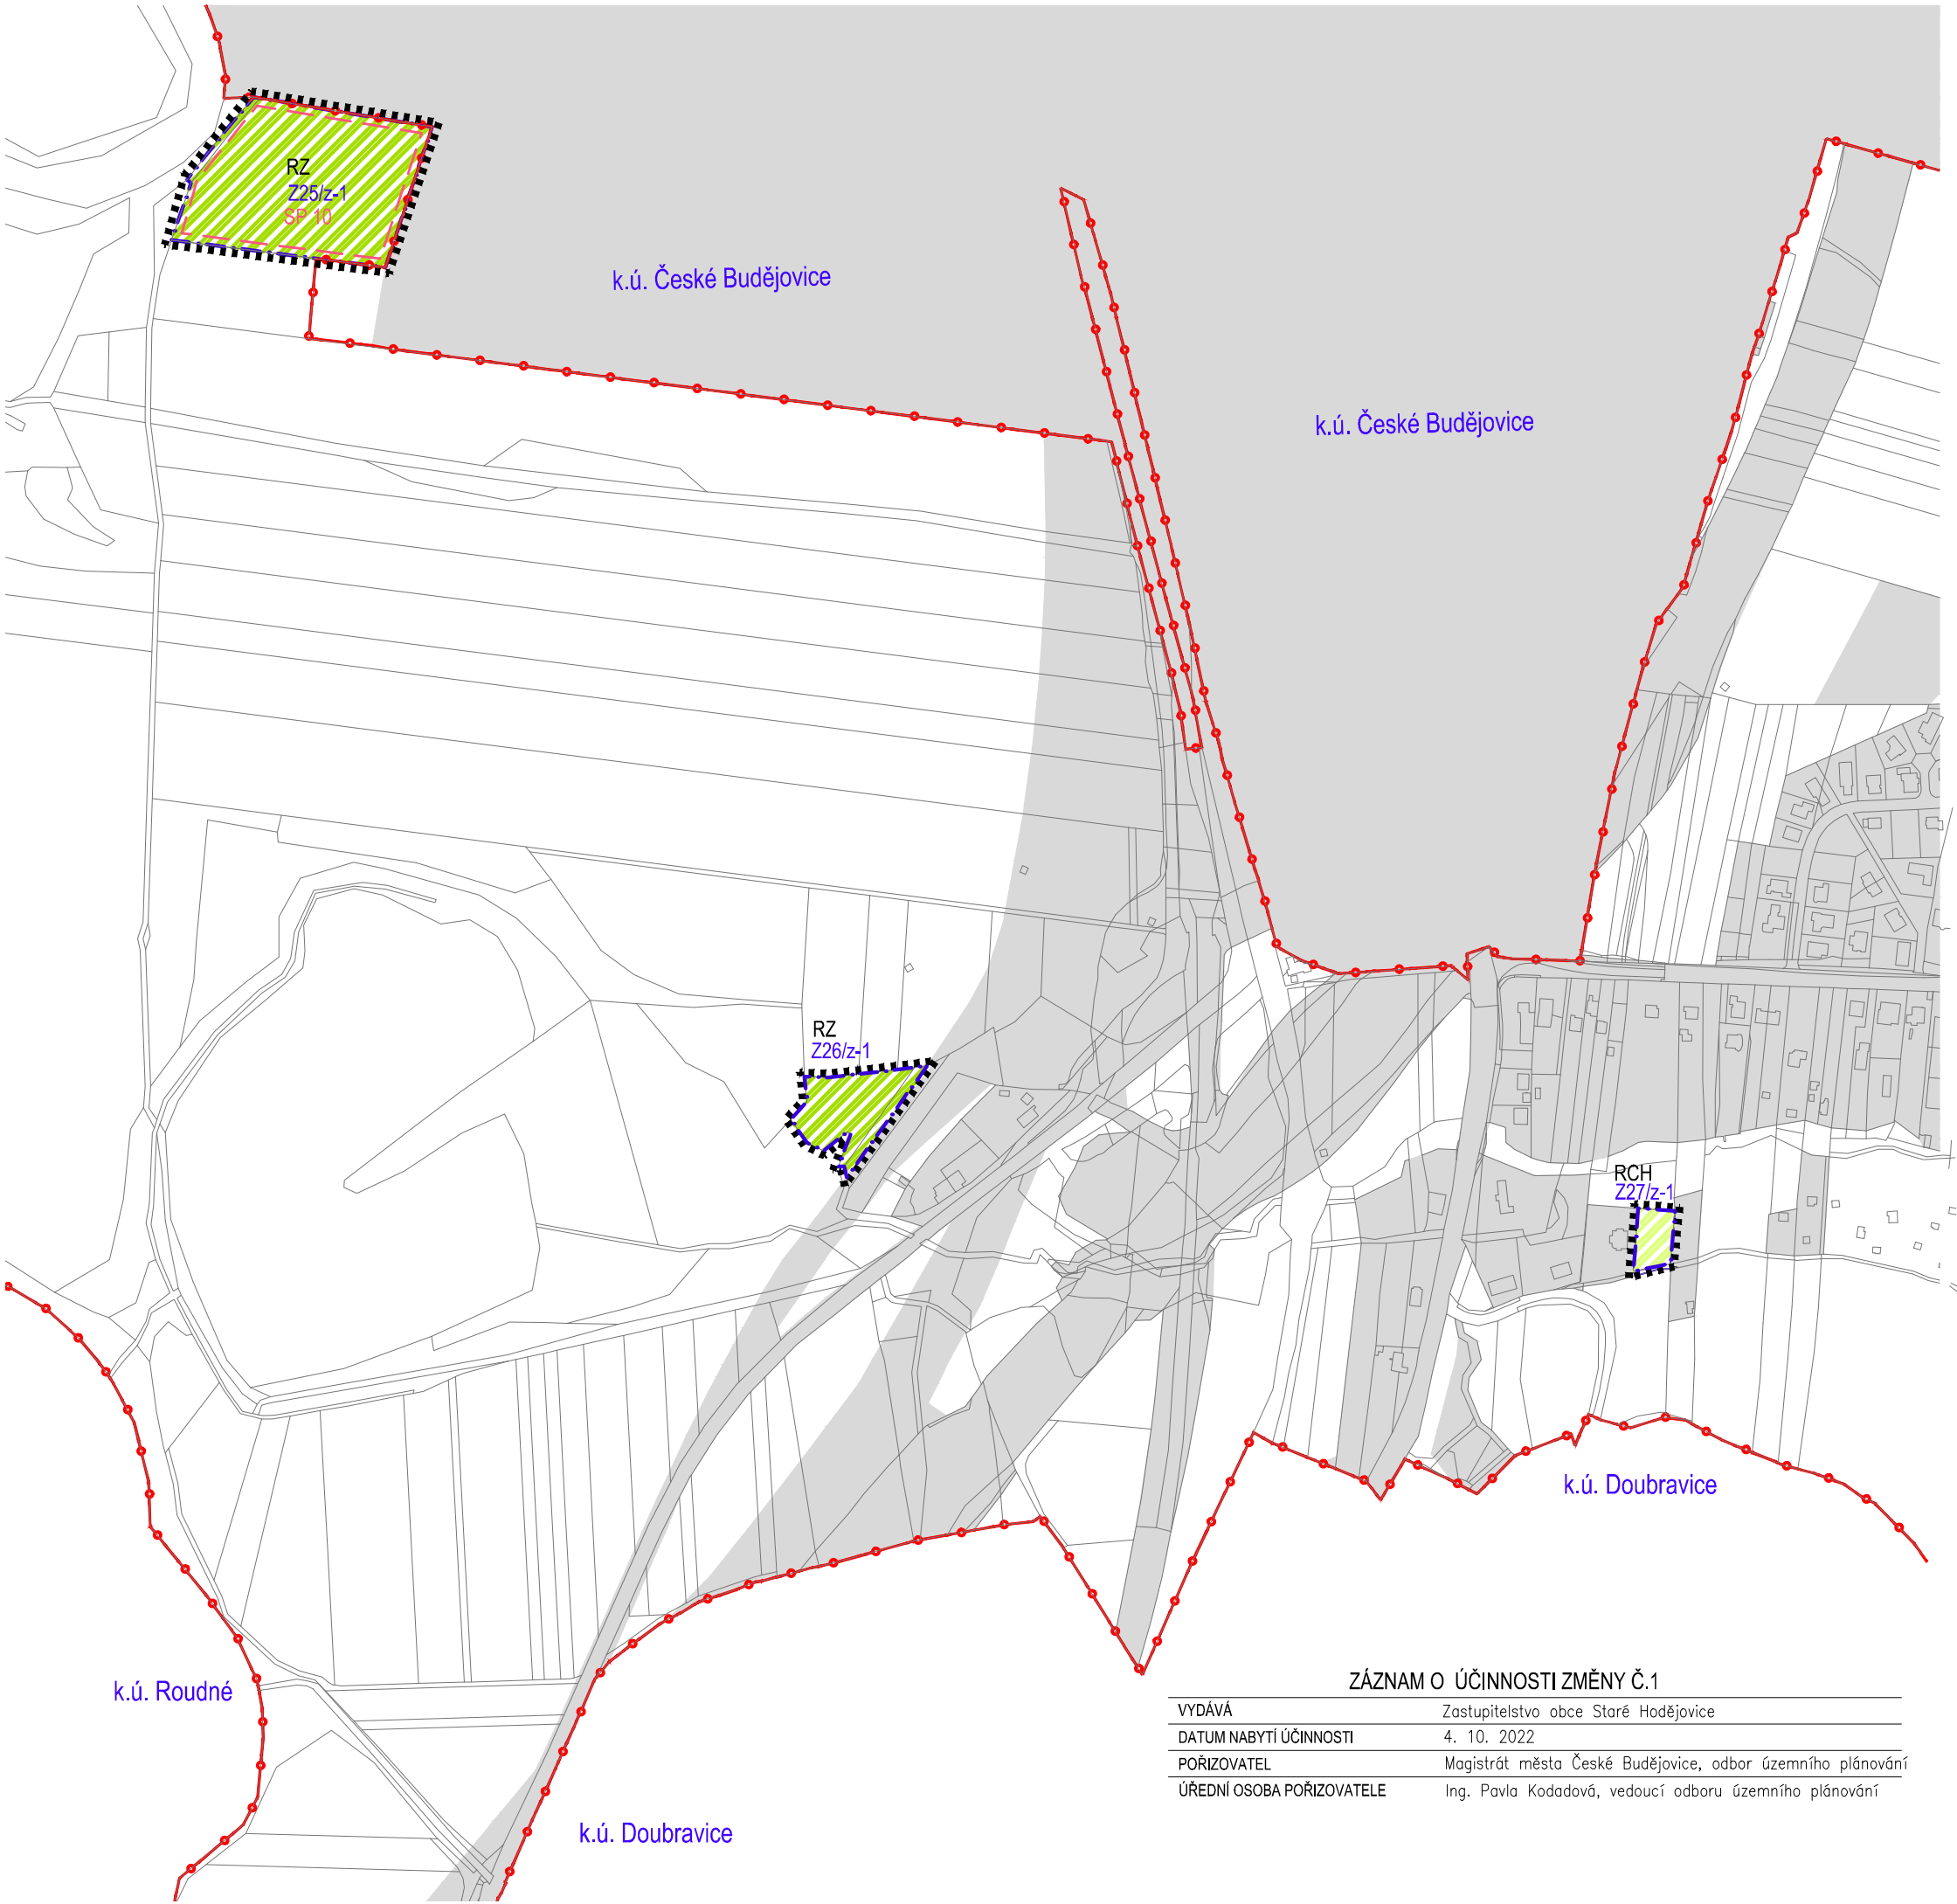 RZ
Z25/z-1
SP 10
k.ú. České Budějovice
k.ú. České Budějovice
RZ
Z26/z-1
RCH
Z27/z-1
k.ú. Doubravice
k.ú. Roudné
k.ú. Doubravice
ZÁZNAM O ÚČINNOSTI ZMĚNY Č.1
VYDÁVÁ Zastupitelstvo obce Staré Hodějovice
DATUM NABYTÍ ÚČINNOSTI 4. 10. 2022
POŘIZOVATEL Magistrát města České Budějovice, odbor územního plánování
ÚŘEDNÍ OSOBA POŘIZOVATELE Ing. Pavla Kodadová, vedoucí odboru územního plánování